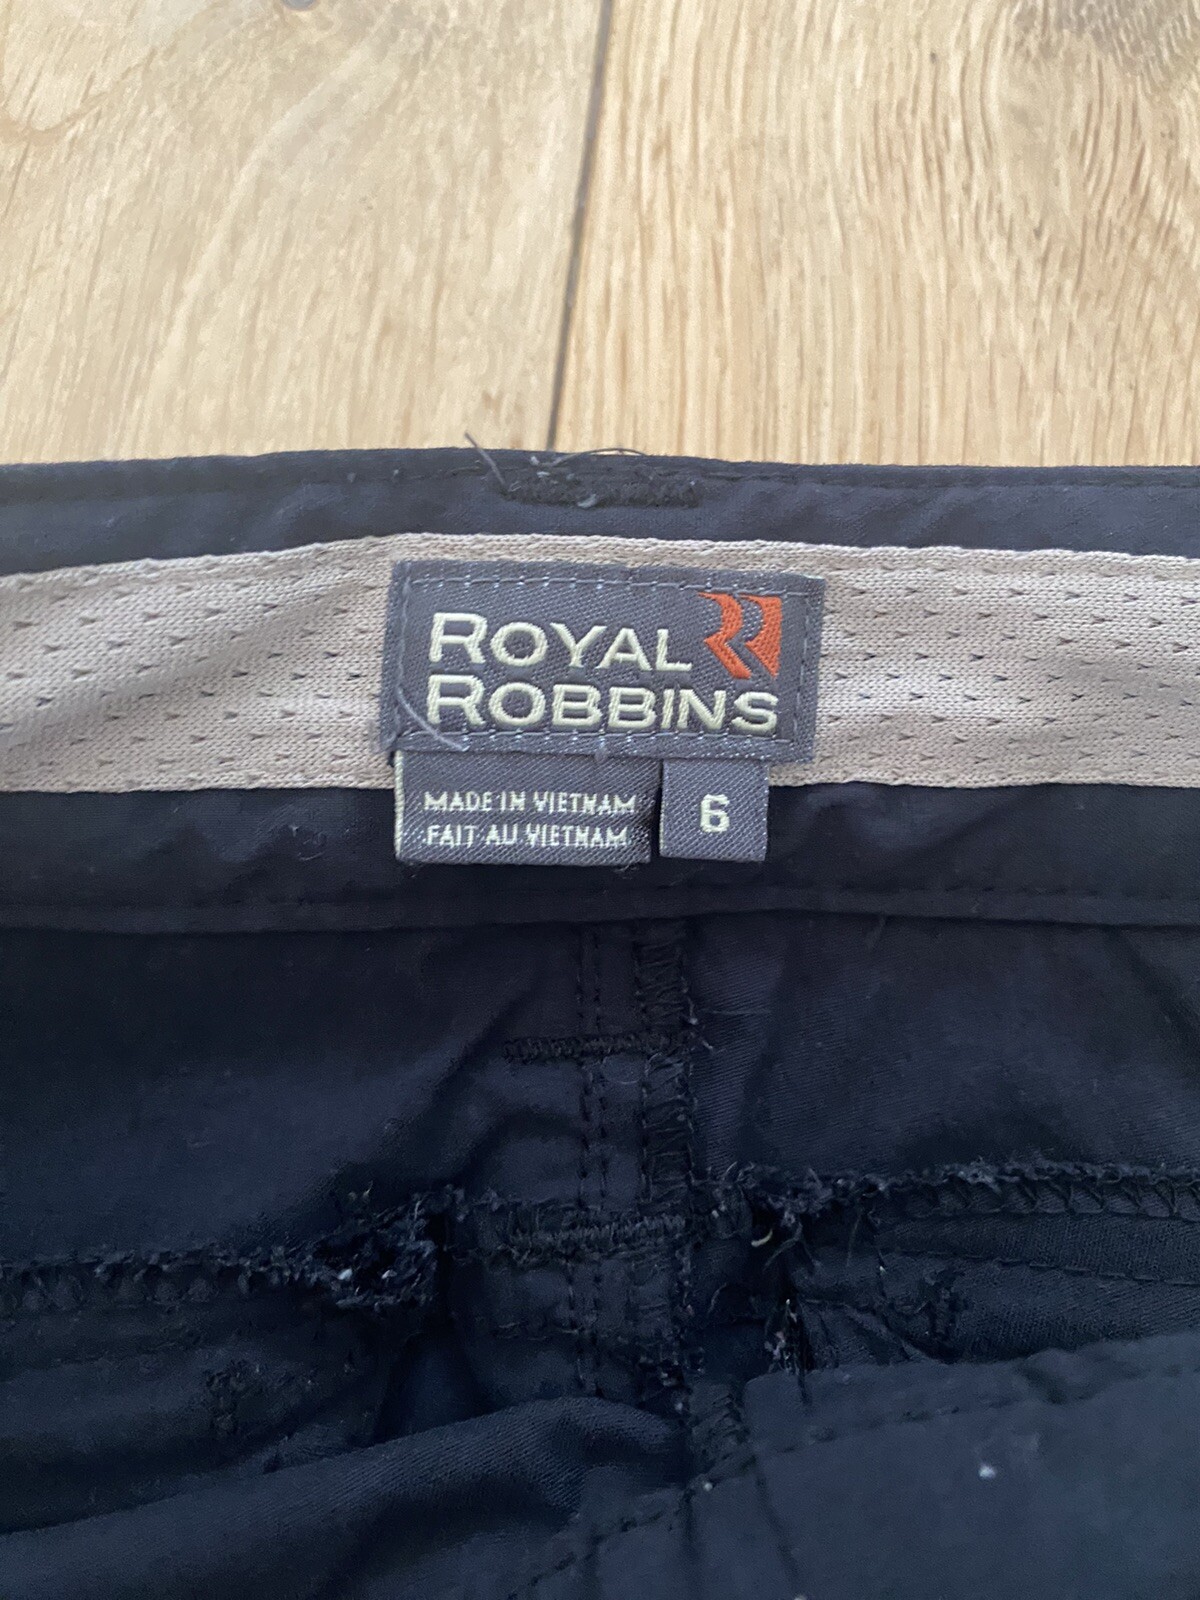 ROYAL
ROBBINS
MADE IN VIETNAM
FAIT AU VIETNAM
6